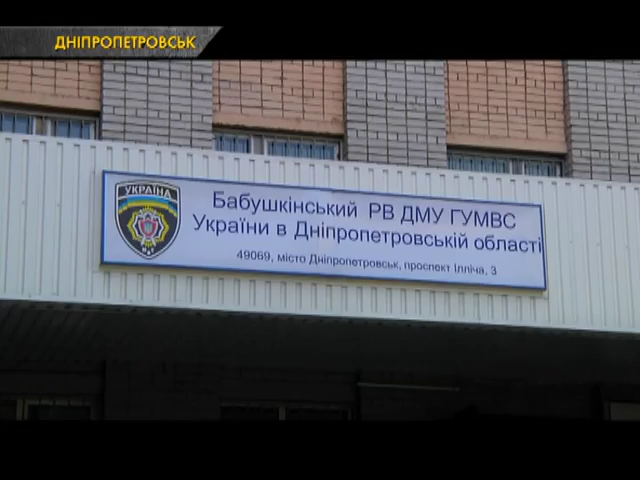 ДНІПРОПЕТРОВСЬК
УКРАЇНА
Бабушкінський РВ ДМУ ГУМВС
України в Дніпропетровській області
49069, місто Дніпропетровськ, проспект Ілліча, 3